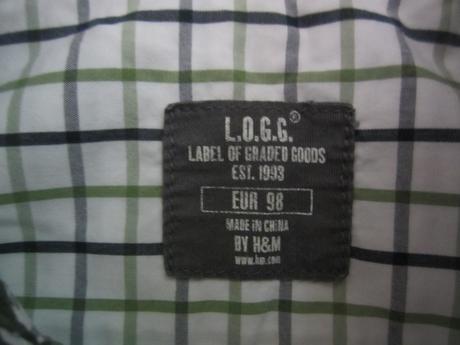 L.O.G.G.®
LABEL OF GRADED GOODS
EST. 1993
EUR 98
MADE IN CHINA
BY H&M
www.hm.com